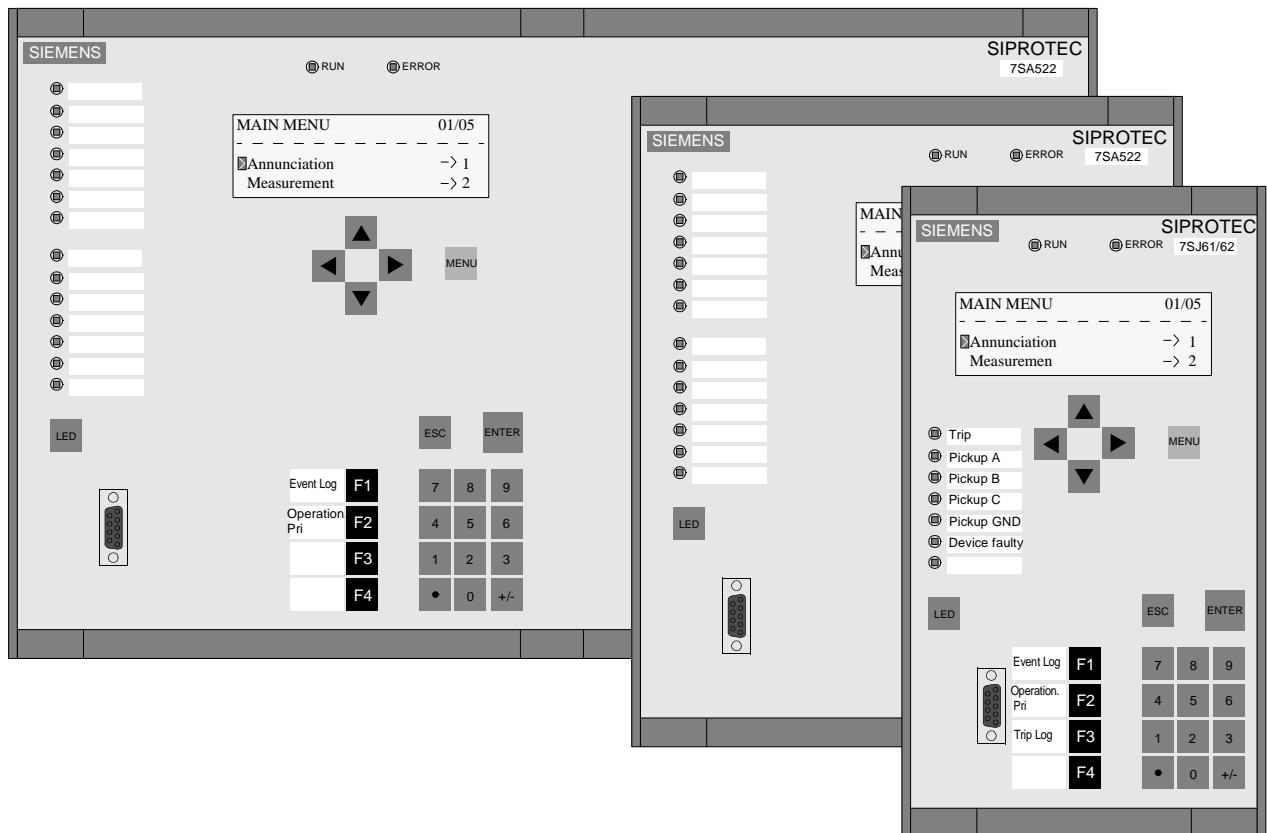 SIEMENS
SIPROTEC
7SA522
RUN
ERROR
MAIN MENU 01/05
Annunciation –> 1
Measurement –> 2
MENU
LED
ESC
ENTER
Event Log F1
Operation.
Pri
F2
F3
F4
7 8 9
4 5 6
1 2 3
• 0 +/-
SIEMENS
SIPROTEC
7SA522
RUN
ERROR
MAIN
Annu
Meas
LED
SIEMENS
SIPROTEC
7SJ61/62
RUN
ERROR
MAIN MENU 01/05
Annunciation –> 1
Measuremen –> 2
MENU
Trip
Pickup A
Pickup B
Pickup C
Pickup GND
Device faulty
LED
ESC
ENTER
Event Log F1
Operation.
Pri
F2
Trip Log F3
F4
7 8 9
4 5 6
1 2 3
• 0 +/-